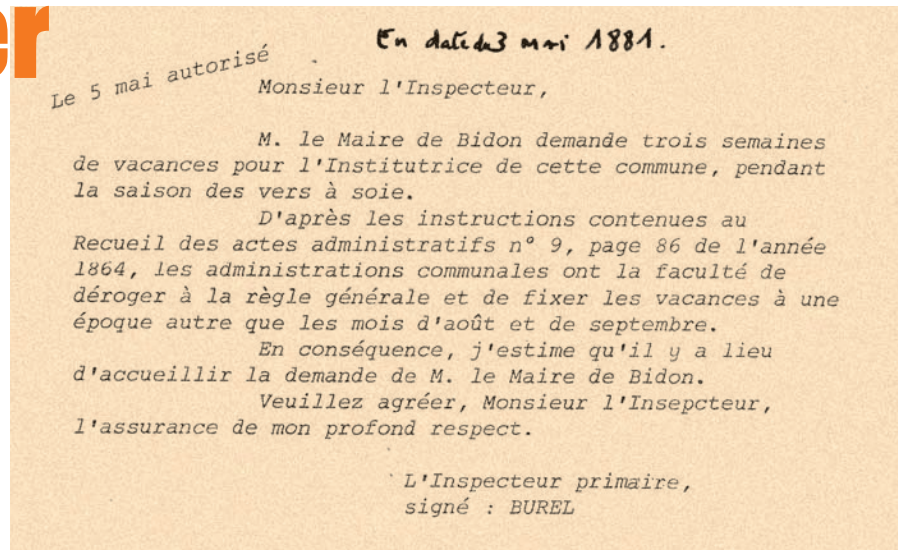 er
En date du 3 mai 1881.
Le 5 mai autorisé
Monsieur l'Inspecteur,
M. le Maire de Bidon demande trois semaines
de vacances pour l'Institutrice de cette commune, pendant
la saison des vers à soie.
D'après les instructions contenues au
Recueil des actes administratifs n° 9, page 86 de l'année
1864, les administrations communales ont la faculté de
déroger à la règle générale et de fixer les vacances à une
époque autre que les mois d'août et de septembre.
En conséquence, j'estime qu'il y a lieu
d'accueillir la demande de M. le Maire de Bidon.
Veuillez agréer, Monsieur l'Insepcteur,
l'assurance de mon profond respect.
L'Inspecteur primaire,
signé : BUREL